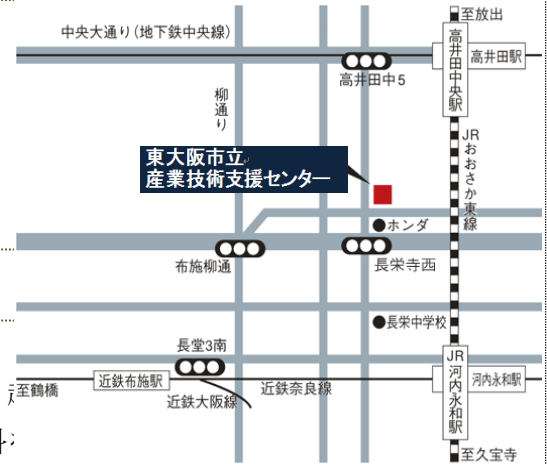 至放出
中央大通り(地下鉄中央線)
高井田中央駅
高井田駅
高井田中5
柳通り
JRおおさか東線
東大阪市立
産業技術支援センター
ホンダ
布施柳通
長栄寺西
長栄中学校
長堂3南
JR河内永和駅
河内永和駅
近鉄布施駅
至鶴橋
近鉄大阪線
近鉄奈良線
至久宝寺